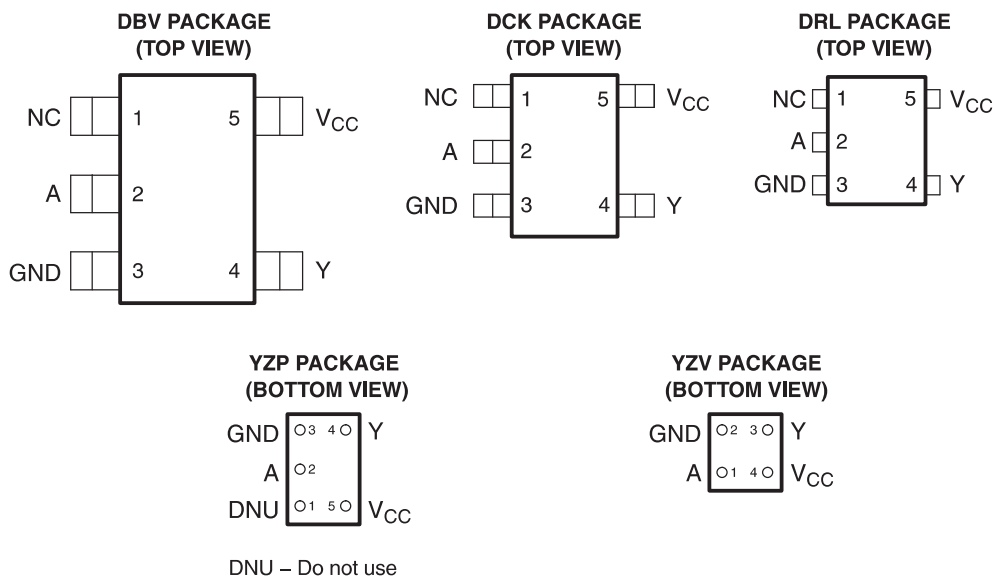 DBV PACKAGE
(TOP VIEW)
NC 1 5 VCC
A 2
GND 3 4 Y
DCK PACKAGE
(TOP VIEW)
NC 1 5 VCC
A 2
GND 3 4 Y
DRL PACKAGE
(TOP VIEW)
NC 1 5 VCC
A 2
GND 3 4 Y
YZP PACKAGE
(BOTTOM VIEW)
GND 3 4 Y
A 2
DNU 1 5 VCC
DNU – Do not use
YZV PACKAGE
(BOTTOM VIEW)
GND 2 3 Y
A 1 4 VCC